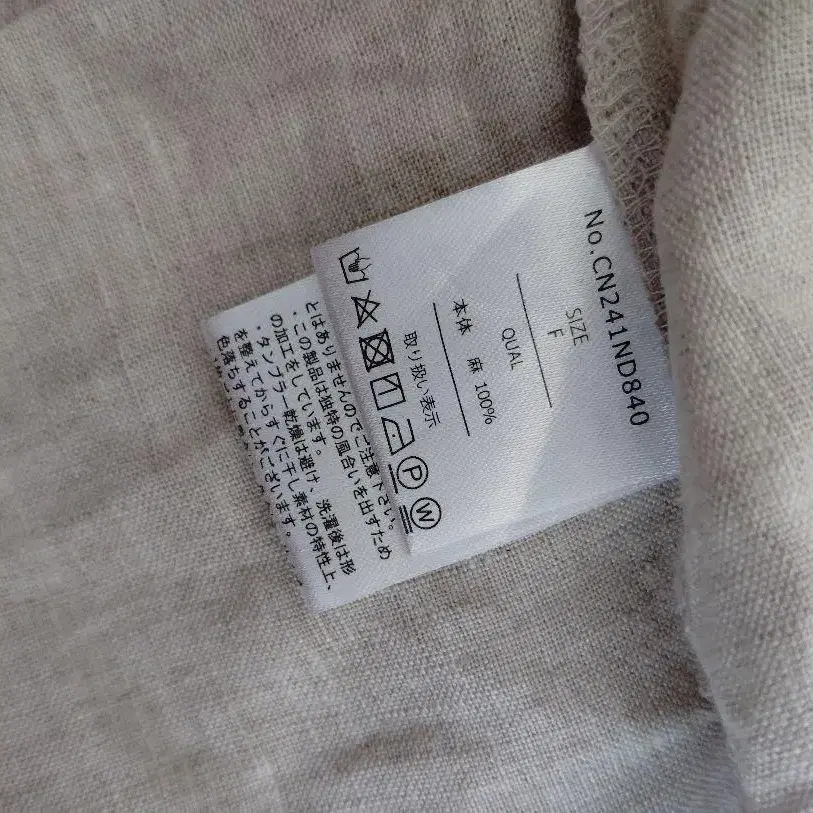 No.CN241ND840
SIZE
F
QUAL
本体 麻 100%
取り扱い表示
P
W
とはありませんのでご注意下さい。
・この製品は独特の風合いを出すため
の加工をしています。
・タンブラー乾燥は避け、洗濯後は形
を整えてからすぐに干し素材の特性上、
色落ちすることがございます。